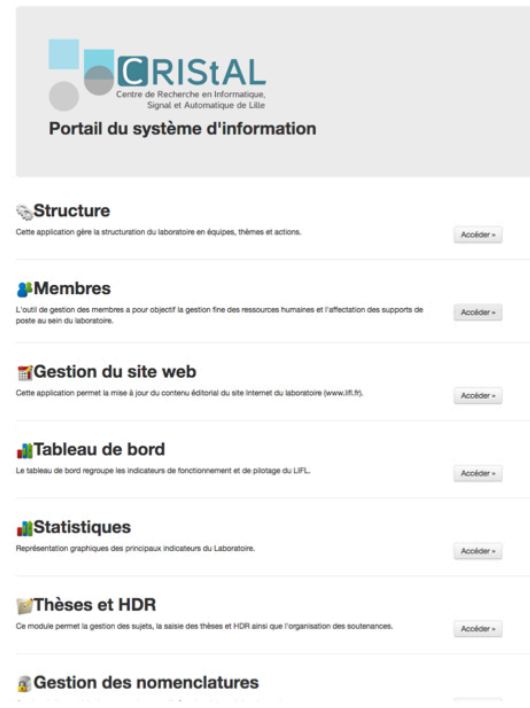 CRIStAL
Centre de Recherche en Informatique,
Signal et Automatique de Lille
Portail du système d'information
Structure
Cette application gère la structuration du laboratoire en équipes, thèmes et actions.
Accéder »
Membres
L'outil de gestion des membres a pour objectif la gestion fine des ressources humaines et l'affectation des supports de
poste au sein du laboratoire.
Accéder »
Gestion du site web
Cette application permet la mise à jour du contenu éditorial du site Internet du laboratoire (www.lifl.fr).
Accéder »
Tableau de bord
Le tableau de bord regroupe les indicateurs de fonctionnement et de pilotage du LIFL.
Accéder »
Statistiques
Représentation graphiques des principaux indicateurs du Laboratoire.
Accéder »
Thèses et HDR
Ce module permet la gestion des sujets, la saisie des thèses et HDR ainsi que l'organisation des soutenances.
Accéder »
Gestion des nomenclatures